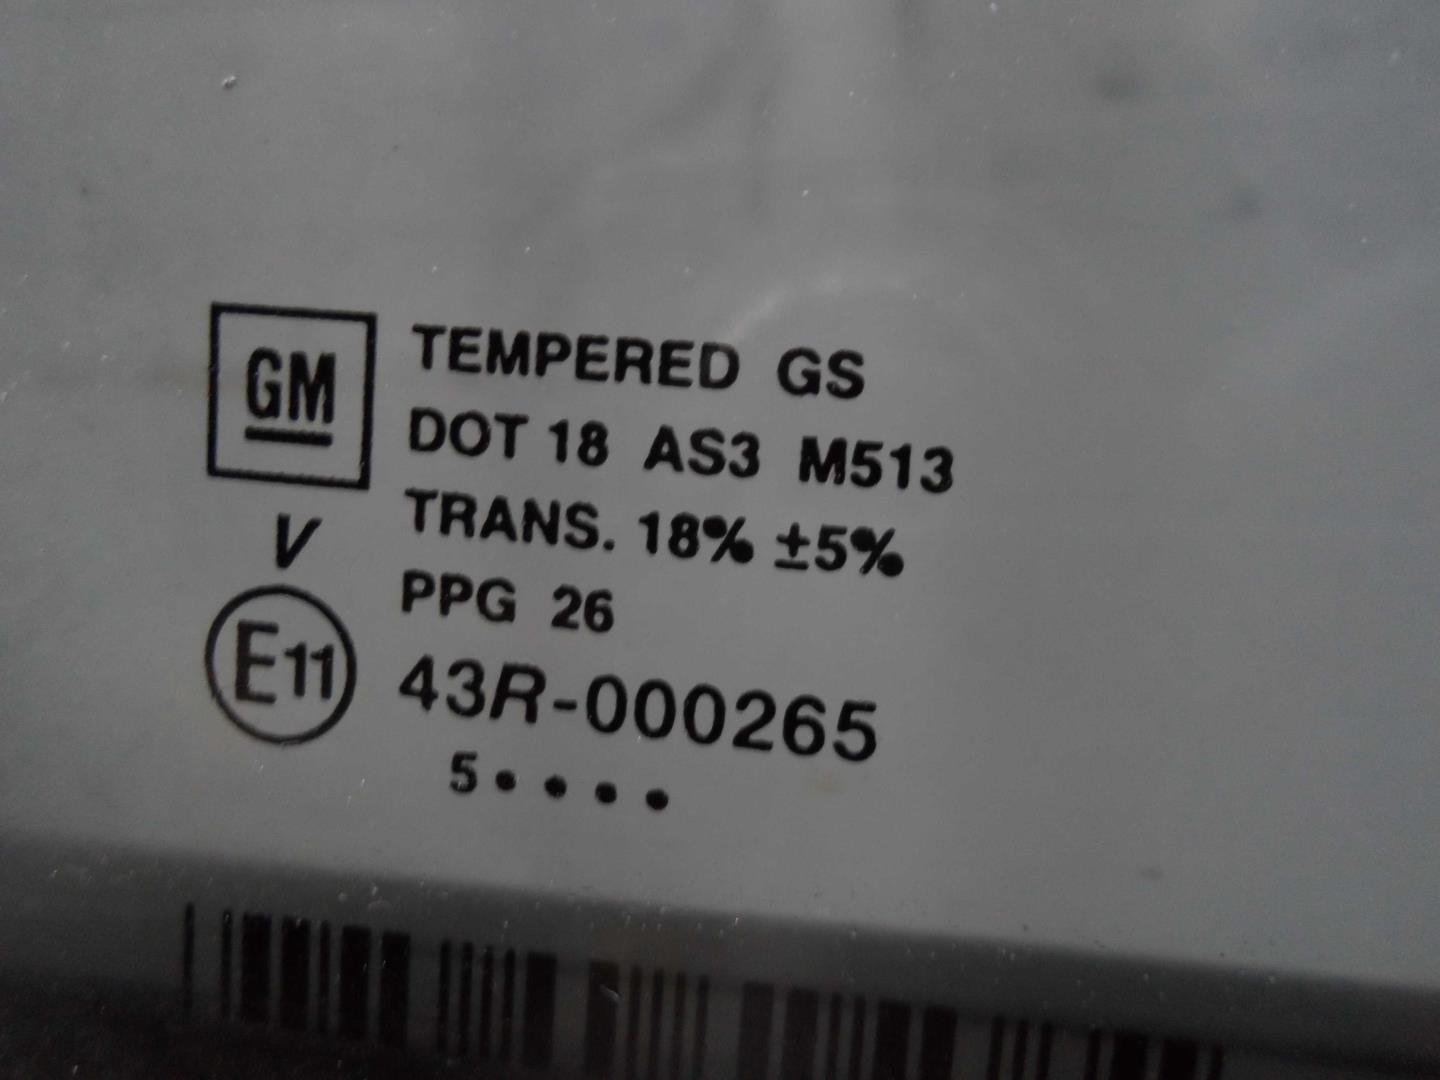 GM
TEMPERED GS
DOT 18 AS3 M513
TRANS. 18% ±5%
V
PPG 26
E11
43R-000265
5••••